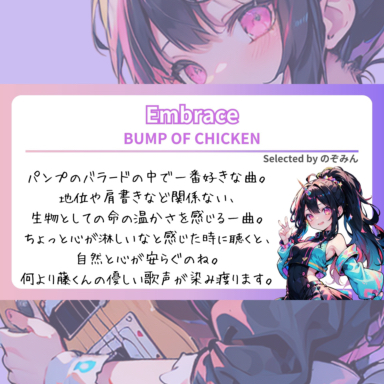 Embrace
BUMP OF CHICKEN
Selected by のぞみん
バンプのバラードの中で一番好きな曲。
地位や肩書きなど関係ない、
生物としての命の温かさを感じる一曲。
ちょっと心が淋しいなと感じた時に聴くと、
自然と心が安らぐのね。
何より藤くんの優しい歌声が染み渡ります。